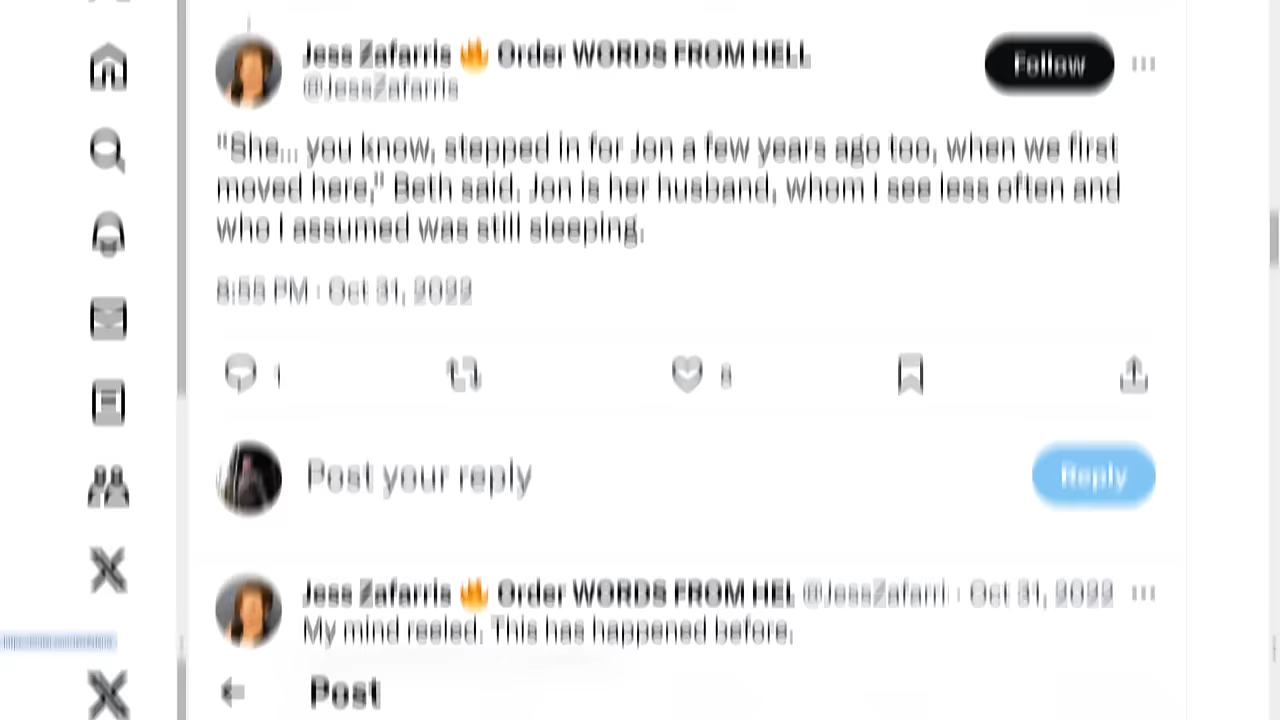 Jess Zafarris 🔥 Order WORDS FROM HELL
Follow
@JessZafarris
"She... you know, stepped in for Jon a few years ago too, when we first
moved here," Beth said. Jon is her husband, whom I see less often and
who I assumed was still sleeping.
8:55 PM · Oct 31, 2022
1
8
Post your reply
Reply
Jess Zafarris 🔥 Order WORDS FROM HEL @JessZafarri · Oct 31, 2022
My mind reeled. This has happened before.
Post